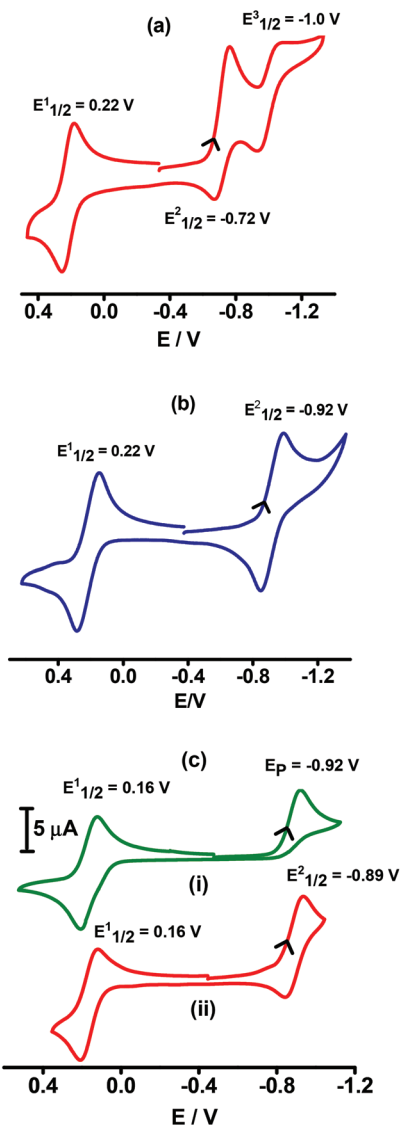 (a)
E³1/2 = -1.0 V
E¹1/2 = 0.22 V
E²1/2 = -0.72 V
0.4 0.0 -0.4 -0.8 -1.2
E / V
(b)
E²1/2 = -0.92 V
E¹1/2 = 0.22 V
0.4 0.0 -0.4 -0.8 -1.2
E/V
(c)
EP = -0.92 V
E¹1/2 = 0.16 V
5 µA
(i)
E²1/2 = -0.89 V
E¹1/2 = 0.16 V
(ii)
0.4 0.0 -0.4 -0.8 -1.2
E / V